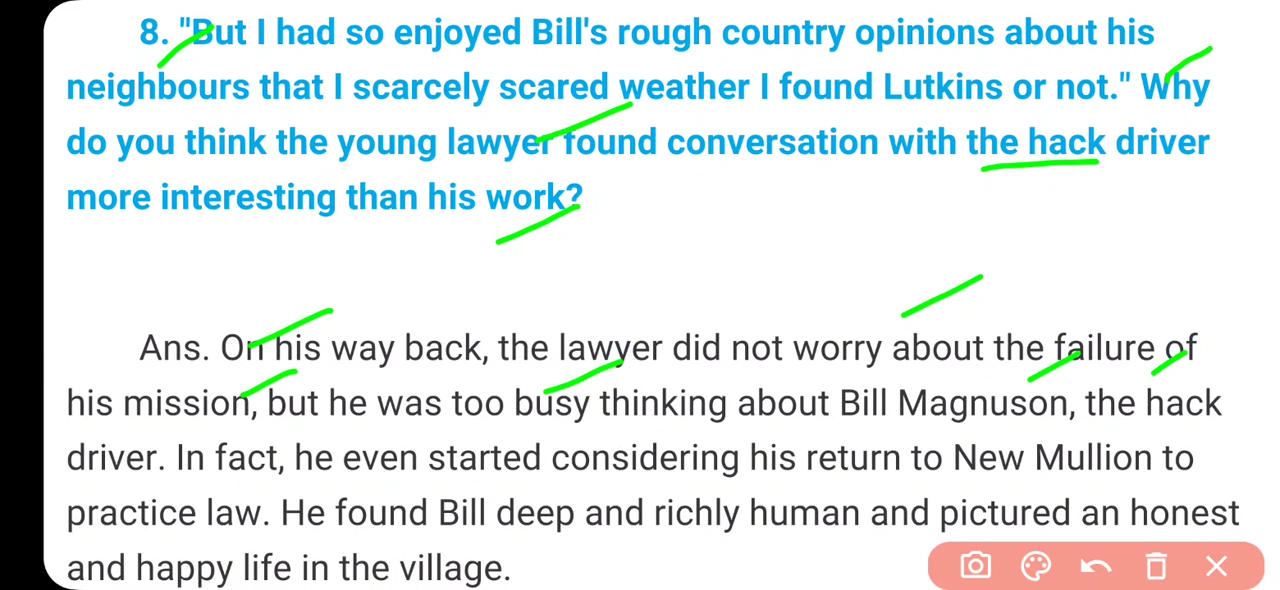 8. "But I had so enjoyed Bill's rough country opinions about his
neighbours that I scarcely scared weather I found Lutkins or not." Why
do you think the young lawyer found conversation with the hack driver
more interesting than his work?
Ans. On his way back, the lawyer did not worry about the failure of
his mission, but he was too busy thinking about Bill Magnuson, the hack
driver. In fact, he even started considering his return to New Mullion to
practice law. He found Bill deep and richly human and pictured an honest
and happy life in the village.